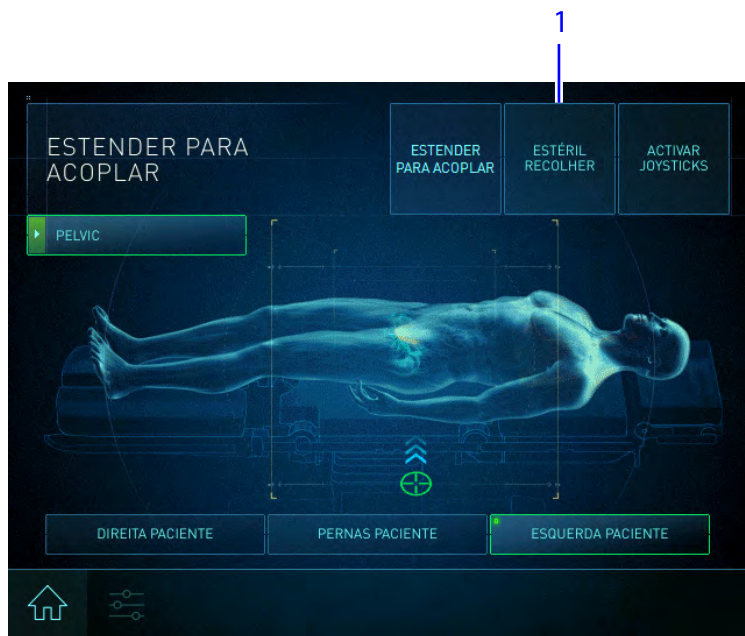 1
ESTENDER PARA
ACOPLAR
ESTENDER
PARA ACOPLAR
ESTÉRIL
RECOLHER
ACTIVAR
JOYSTICKS
PELVIC
DIREITA PACIENTE
PERNAS PACIENTE
ESQUERDA PACIENTE